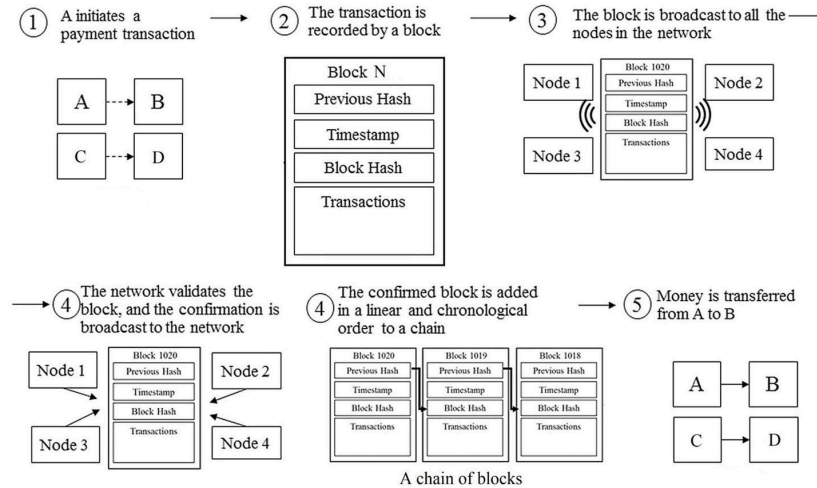 1 A initiates a
payment transaction
A
B
C
D
2 The transaction is
recorded by a block
Block N
Previous Hash
Timestamp
Block Hash
Transactions
3 The block is broadcast to all the
nodes in the network
Node 1
Node 2
Node 3
Node 4
Block 1020
Previous Hash
Timestamp
Block Hash
Transactions
4 The network validates the
block, and the confirmation is
broadcast to the network
Node 1
Node 2
Node 3
Node 4
Block 1020
Previous Hash
Timestamp
Block Hash
Transactions
4 The confirmed block is added
in a linear and chronological
order to a chain
Block 1020
Previous Hash
Timestamp
Block Hash
Transactions
Block 1019
Previous Hash
Timestamp
Block Hash
Transactions
Block 1018
Previous Hash
Timestamp
Block Hash
Transactions
A chain of blocks
5 Money is transferred
from A to B
A
B
C
D